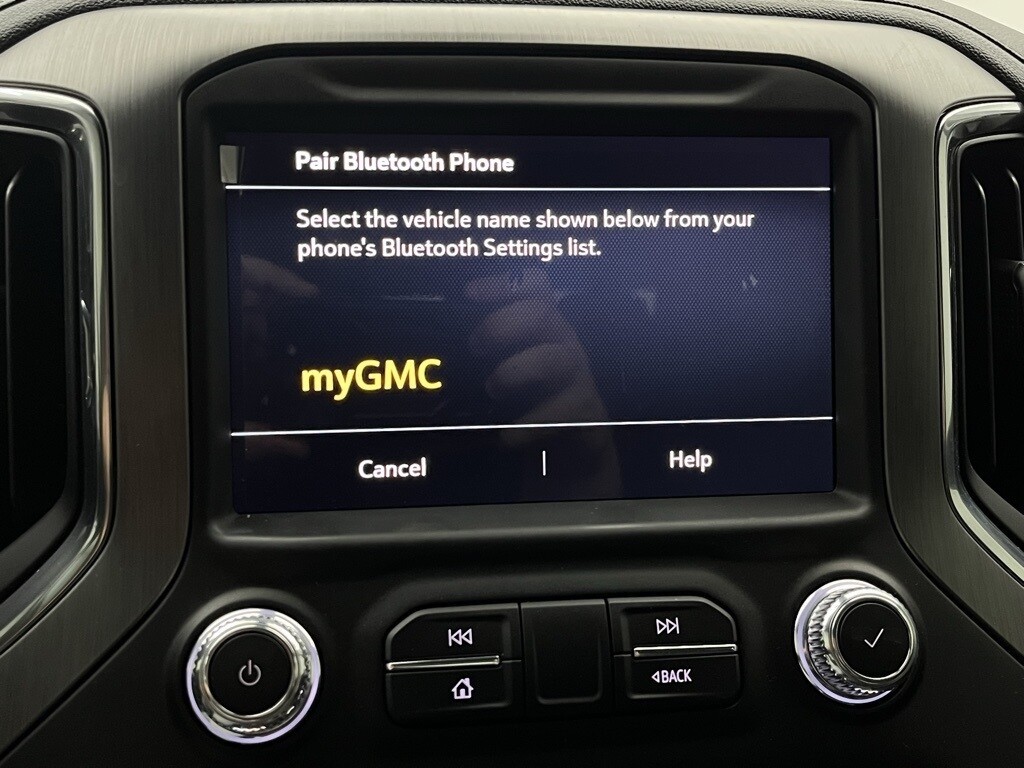 Pair Bluetooth Phone
Select the vehicle name shown below from your
phone's Bluetooth Settings list.
myGMC
Cancel | Help
BACK